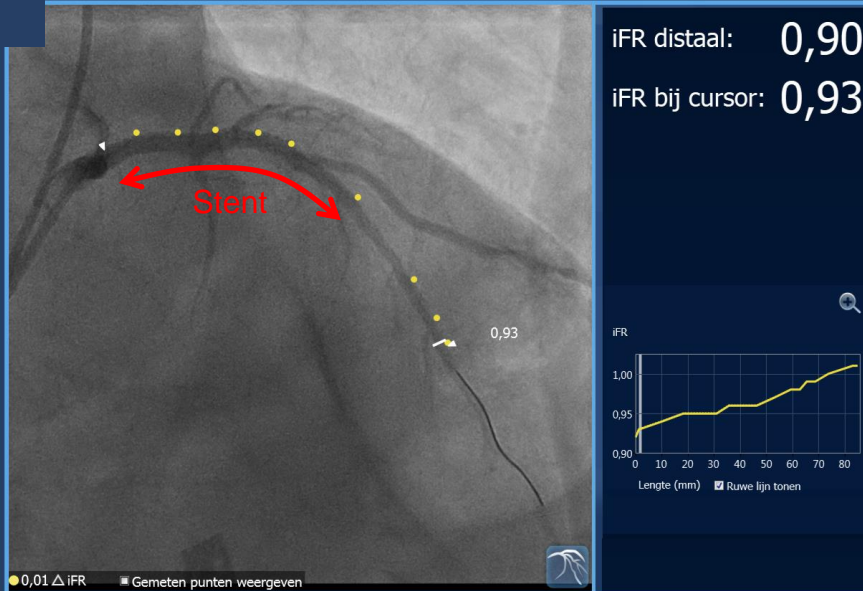 iFR distaal: 0,90
iFR bij cursor: 0,93
Stent
0,93
iFR
1,00
0,95
0,90
0 10 20 30 40 50 60 70 80
Lengte (mm) Ruwe lijn tonen
0,01 △ iFR Gemeten punten weergeven